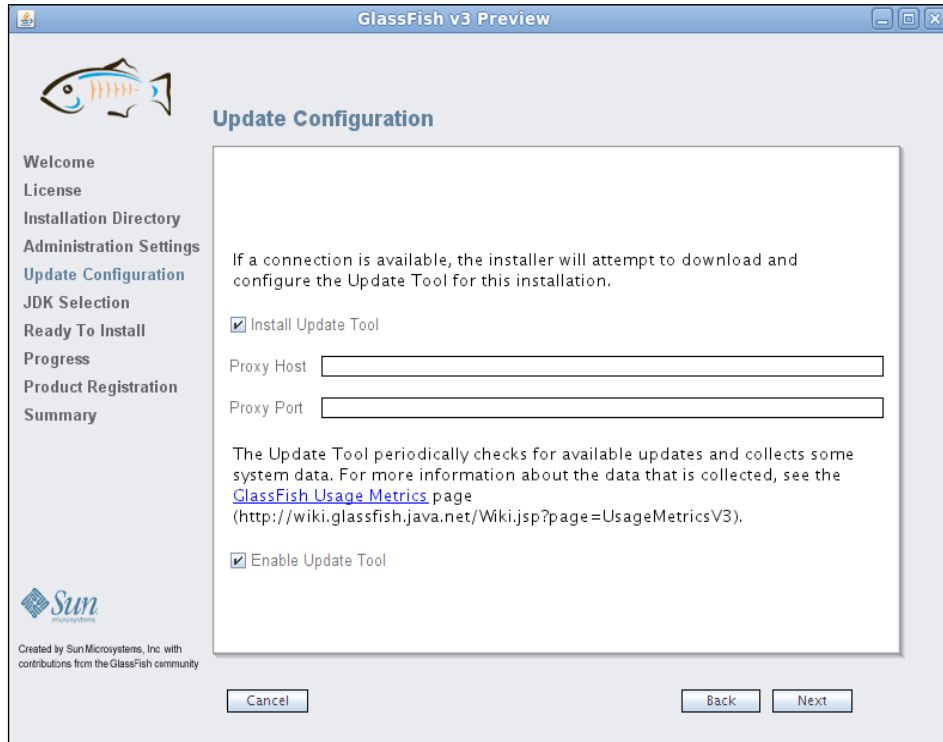 GlassFish v3 Preview
Update Configuration
Welcome
License
Installation Directory
Administration Settings
Update Configuration
JDK Selection
Ready To Install
Progress
Product Registration
Summary
If a connection is available, the installer will attempt to download and
configure the Update Tool for this installation.
Install Update Tool
Proxy Host
Proxy Port
The Update Tool periodically checks for available updates and collects some
system data. For more information about the data that is collected, see the
GlassFish Usage Metrics page
(http://wiki.glassfish.java.net/Wiki.jsp?page=UsageMetricsV3).
Enable Update Tool
Sun
microsystems
Created by Sun Microsystems, Inc with
contributions from the GlassFish community
Cancel
Back
Next